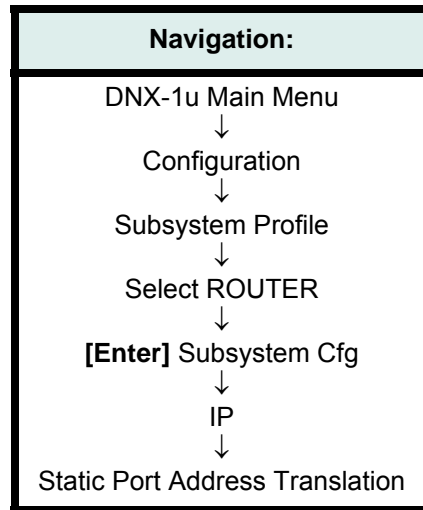 Navigation:
DNX-1u Main Menu
↓
Configuration
↓
Subsystem Profile
↓
Select ROUTER
↓
[Enter] Subsystem Cfg
↓
IP
↓
Static Port Address Translation